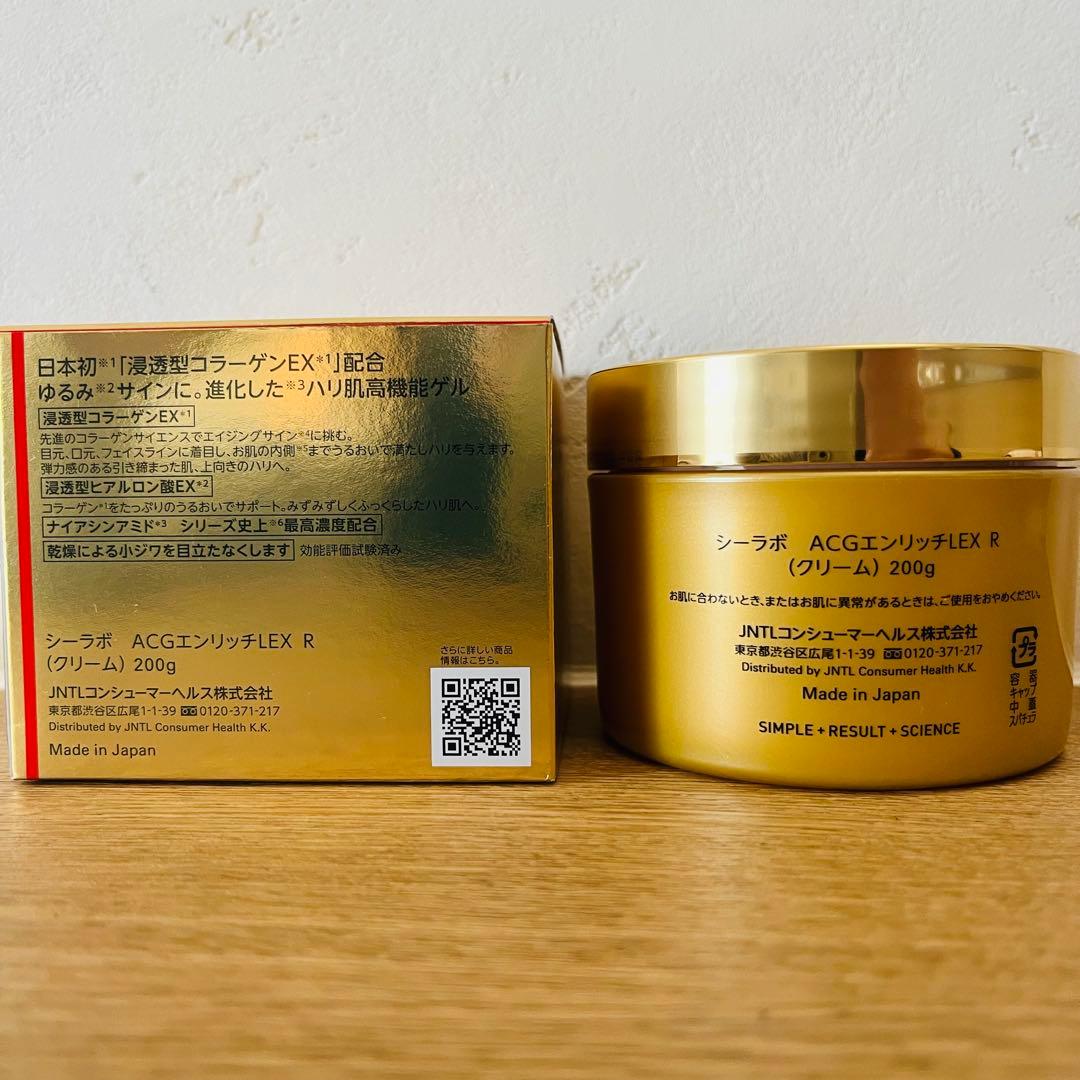 日本初※1「浸透型コラーゲンEX*1」配合
ゆるみ※2サインに。進化した※3ハリ肌高機能ゲル
浸透型コラーゲンEX*1
先進のコラーゲンサイエンスでエイジングサイン※4に挑む。
目元、口元、フェイスラインに着目し、お肌の内側※5までうるおいで満たしハリを与えます。
弾力感のある引き締まった肌、上向きのハリへ。
浸透型ヒアルロン酸EX*2
コラーゲン*1をたっぷりのうるおいでサポート。みずみずしくふっくらしたハリ肌へ。
ナイアシンアミド*3 シリーズ史上※6最高濃度配合
乾燥による小ジワを目立たなくします 効能評価試験済み
シーラボ ACGエンリッチLEX R
（クリーム）200g
JNTLコンシューマーヘルス株式会社
東京都渋谷区広尾1-1-39 0120-371-217
Distributed by JNTL Consumer Health K.K.
Made in Japan
さらに詳しい商品
情報はこちら。
シーラボ ACGエンリッチLEX R
（クリーム）200g
お肌に合わないとき、またはお肌に異常があるときは、ご使用をおやめください。
JNTLコンシューマーヘルス株式会社
東京都渋谷区広尾1-1-39 0120-371-217
Distributed by JNTL Consumer Health K.K.
Made in Japan
SIMPLE + RESULT + SCIENCE
プラ
容器
キャップ
中蓋
スパチュラ